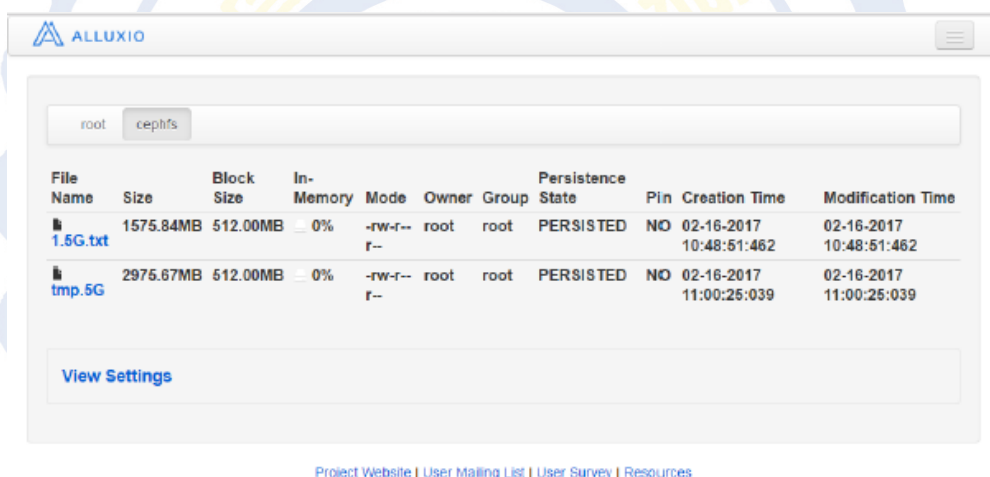 ALLUXIO
root cephfs
File Name Size Block Size In-Memory Mode Owner Group Persistence State Pin Creation Time Modification Time
1.5G.txt 1575.84MB 512.00MB 0% -rw-r--r-- root root PERSISTED NO 02-16-2017 10:48:51:462 02-16-2017 10:48:51:462
tmp.5G 2975.67MB 512.00MB 0% -rw-r--r-- root root PERSISTED NO 02-16-2017 11:00:25:039 02-16-2017 11:00:25:039
View Settings
Project Website | User Mailing List | User Survey | Resources